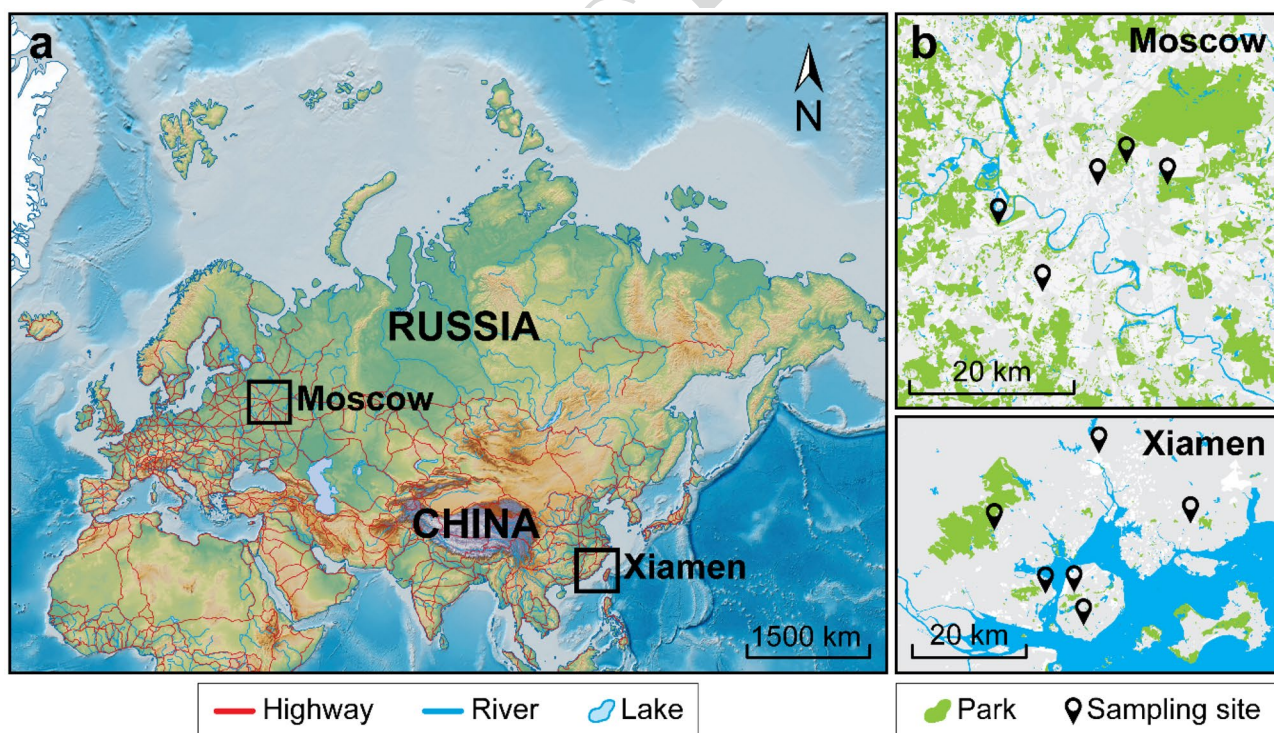 a
N
RUSSIA
Moscow
CHINA
Xiamen
1500 km
b
Moscow
20 km
Xiamen
20 km
Highway
River
Lake
Park
Sampling site